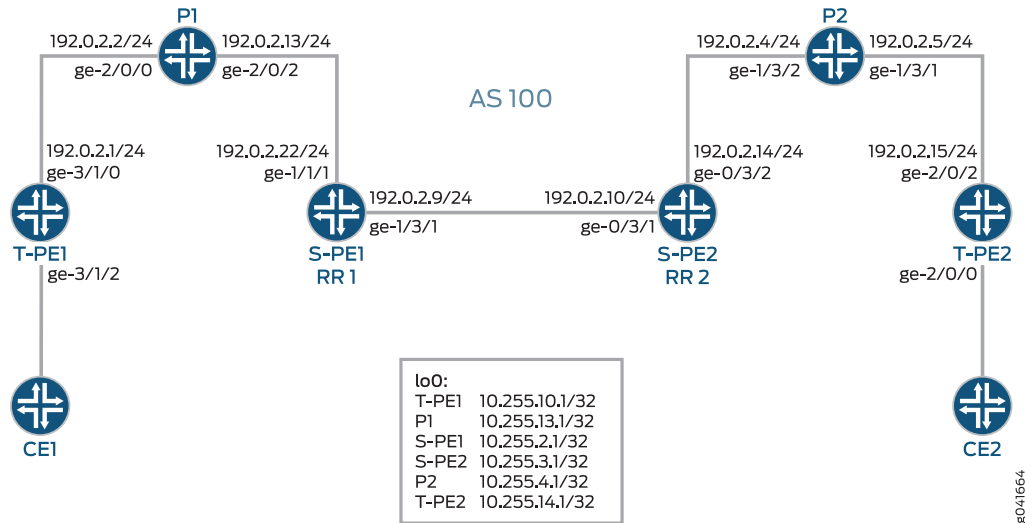 P1
192.0.2.2/24
192.0.2.13/24
ge-2/0/0
ge-2/0/2
P2
192.0.2.4/24
192.0.2.5/24
ge-1/3/2
ge-1/3/1
AS 100
192.0.2.1/24
ge-3/1/0
192.0.2.22/24
ge-1/1/1
192.0.2.14/24
ge-0/3/2
192.0.2.15/24
ge-2/0/2
192.0.2.9/24
ge-1/3/1
192.0.2.10/24
ge-0/3/1
T-PE1
ge-3/1/2
S-PE1
RR 1
S-PE2
RR 2
T-PE2
ge-2/0/0
lo0:
T-PE1 10.255.10.1/32
P1 10.255.13.1/32
S-PE1 10.255.2.1/32
S-PE2 10.255.3.1/32
P2 10.255.4.1/32
T-PE2 10.255.14.1/32
CE1
CE2
g041664